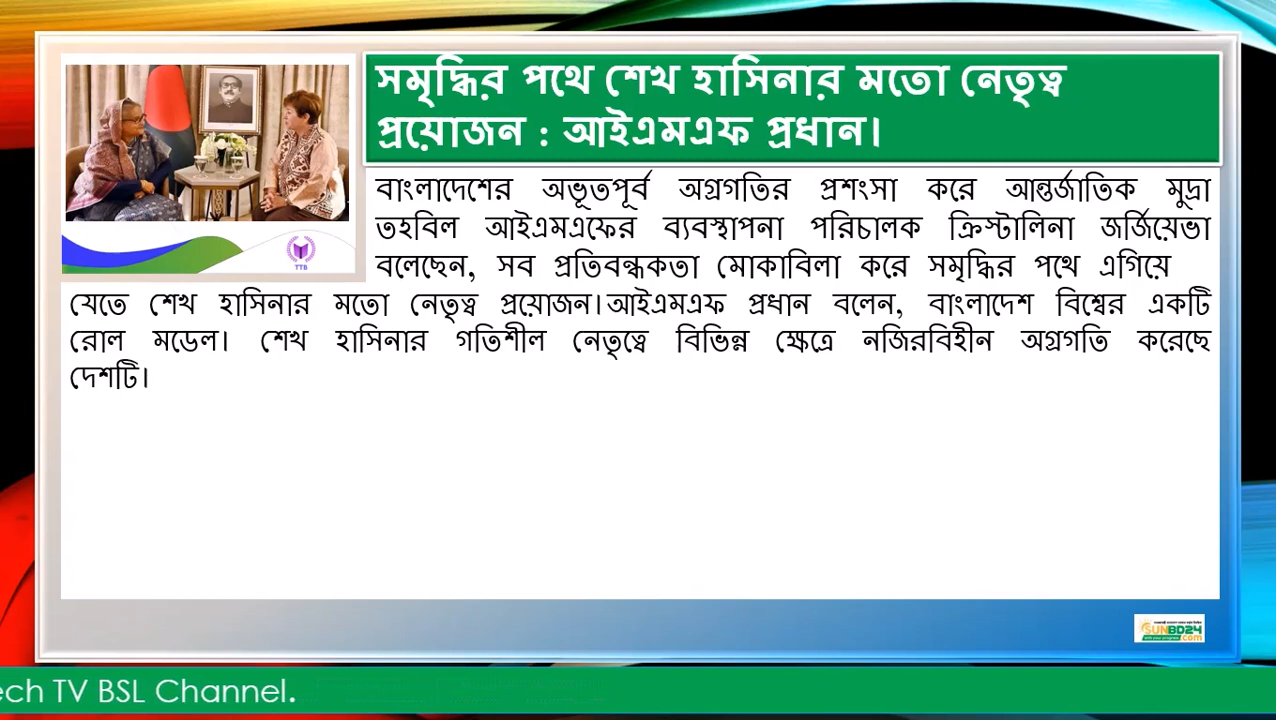 সমৃদ্ধির পথে শেখ হাসিনার মতো নেতৃত্ব
প্রয়োজন : আইএমএফ প্রধান।
বাংলাদেশের অভূতপূর্ব অগ্রগতির প্রশংসা করে আন্তর্জাতিক মুদ্রা
তহবিল আইএমএফের ব্যবস্থাপনা পরিচালক ক্রিস্টালিনা জর্জিয়েভা
বলেছেন, সব প্রতিবন্ধকতা মোকাবিলা করে সমৃদ্ধির পথে এগিয়ে
যেতে শেখ হাসিনার মতো নেতৃত্ব প্রয়োজন। আইএমএফ প্রধান বলেন, বাংলাদেশ বিশ্বের একটি
রোল মডেল। শেখ হাসিনার গতিশীল নেতৃত্বে বিভিন্ন ক্ষেত্রে নজিরবিহীন অগ্রগতি করেছে
দেশটি।
TTB
SUNBD24
.com
ech TV BSL Channel.